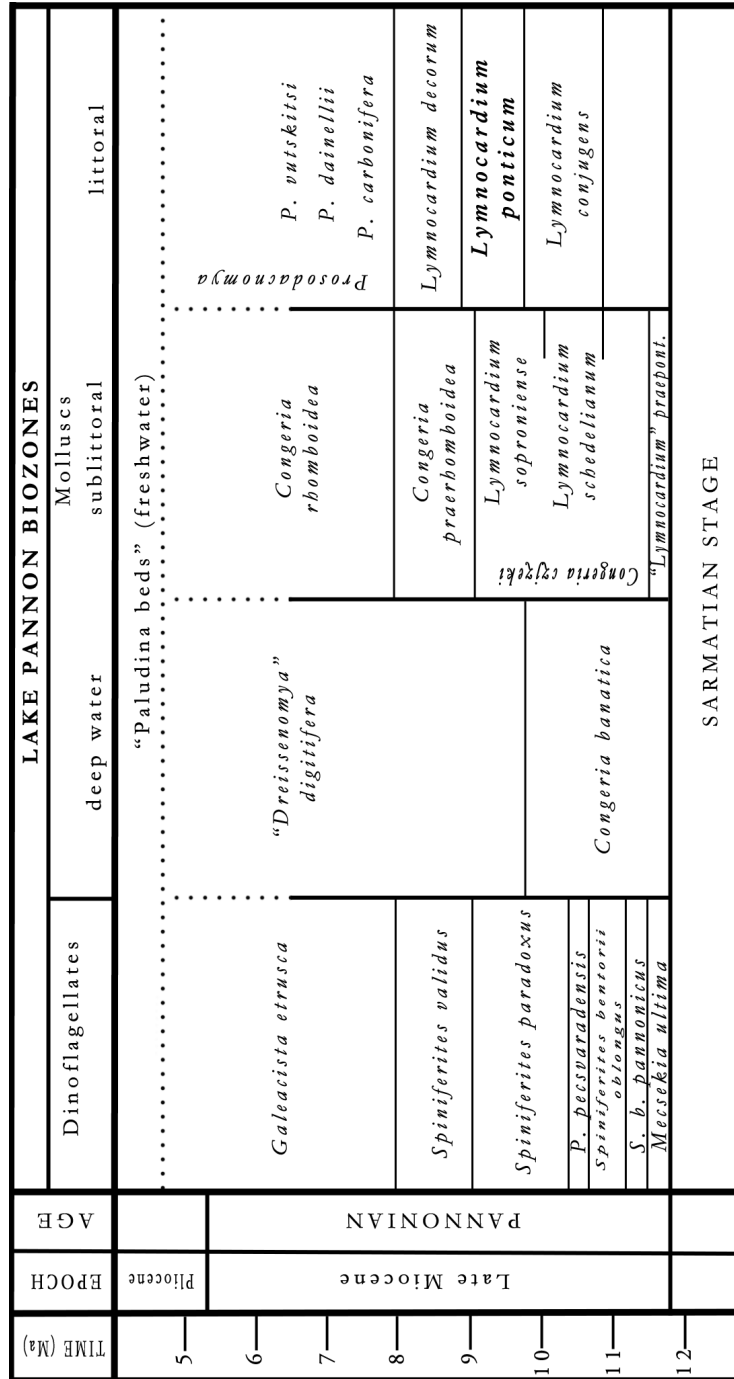 LAKE PANNON BIOZONES
TIME (Ma)
EPOCH
AGE
Dinoflagellates
Molluscs
deep water
sublittoral
littoral
5
6
7
8
9
10
11
12
Pliocene
Late Miocene
PANNONIAN
"Paludina beds" (freshwater)
Galeacista etrusca
Spiniferites validus
Spiniferites paradoxus
P. pecsvaradensis
Spiniferites bentorii
oblongus
S. b. pannonicus
Mecsekia ultima
"Dreissenomya"
digitifera
Congeria banatica
Congeria
rhomboidea
Congeria
praerhomboidea
Lymnocardium
soproniense
Lymnocardium
schedelianum
Congeria czjzeki
"Lymnocardium" praepont.
Prosodacnomya
P. vutskitsi
P. dainellii
P. carbonifera
Lymnocardium decorum
Lymnocardium
ponticum
Lymnocardium
conjugens
SARMATIAN STAGE